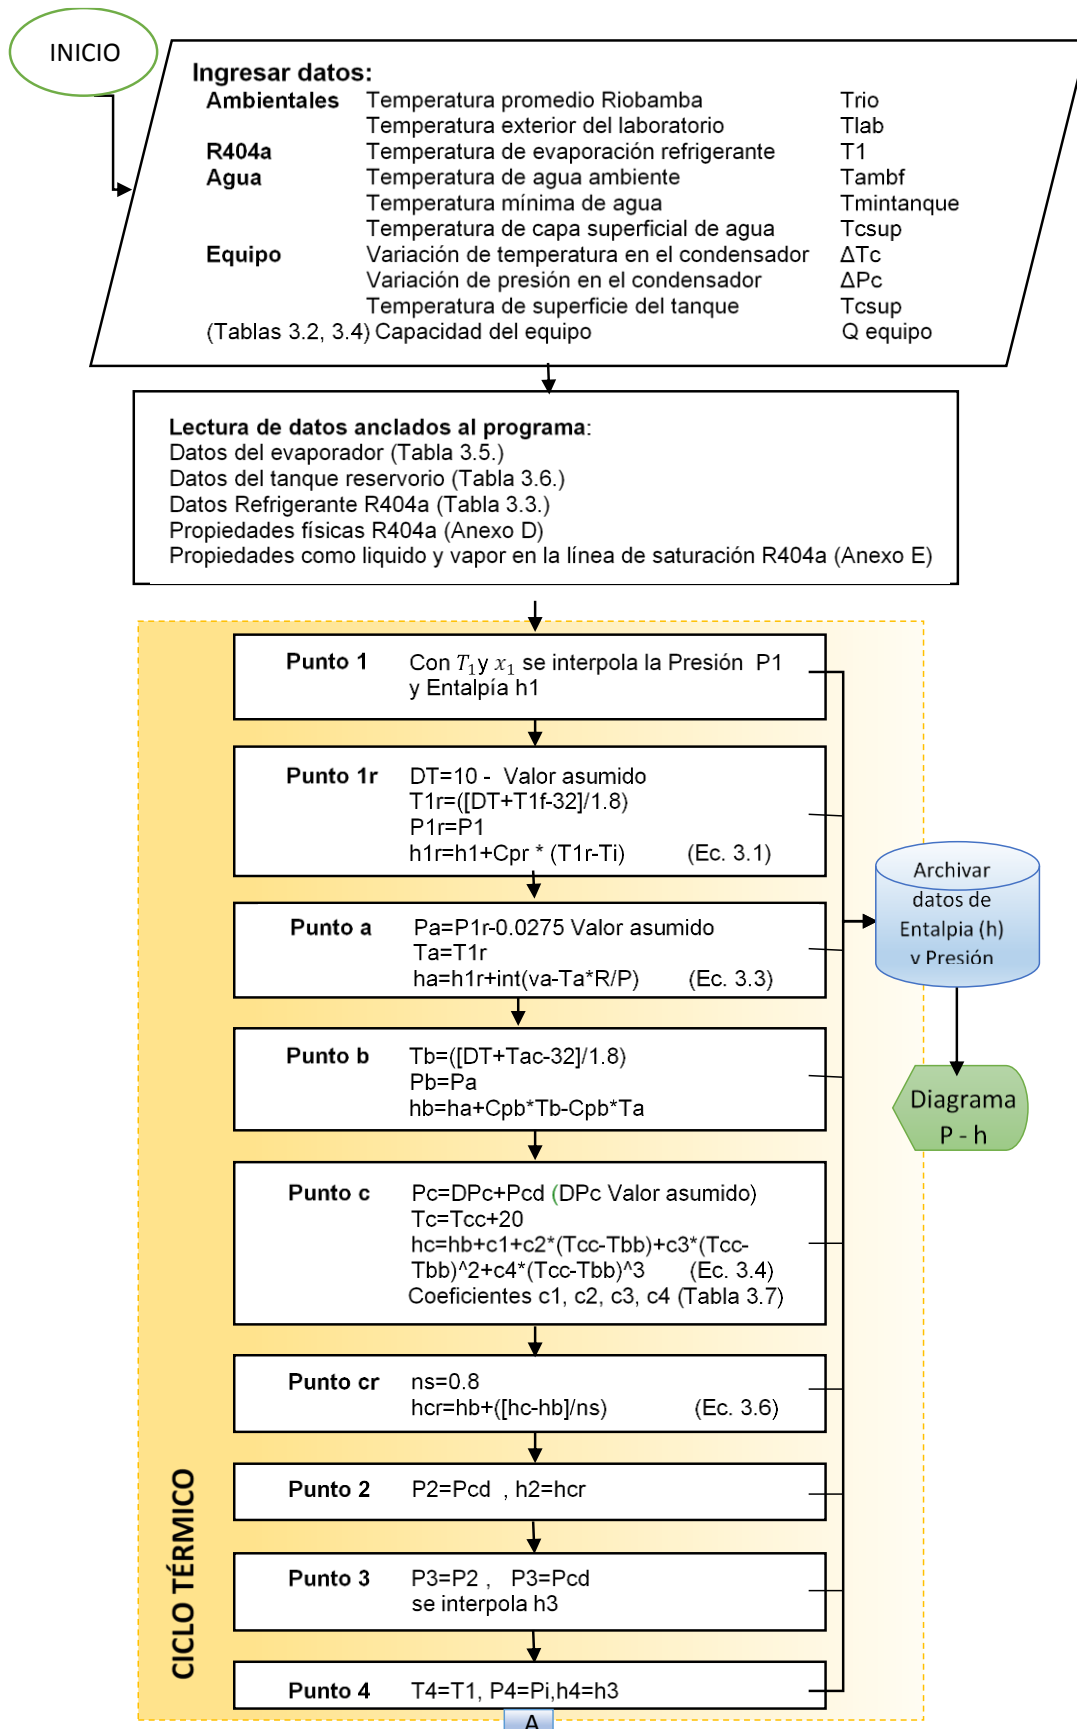 INICIO
Ingresar datos:
Ambientales Temperatura promedio Riobamba Trio
Temperatura exterior del laboratorio Tlab
R404a Temperatura de evaporación refrigerante T1
Agua Temperatura de agua ambiente Tambf
Temperatura mínima de agua Tmintanque
Temperatura de capa superficial de agua Tcsup
Equipo Variación de temperatura en el condensador ΔTc
Variación de presión en el condensador ΔPc
Temperatura de superficie del tanque Tcsup
(Tablas 3.2, 3.4) Capacidad del equipo Q equipo
Lectura de datos anclados al programa:
Datos del evaporador (Tabla 3.5.)
Datos del tanque reservorio (Tabla 3.6.)
Datos Refrigerante R404a (Tabla 3.3.)
Propiedades físicas R404a (Anexo D)
Propiedades como liquido y vapor en la línea de saturación R404a (Anexo E)
CICLO TÉRMICO
Punto 1 Con T₁y x₁ se interpola la Presión P1
y Entalpía h1
Punto 1r DT=10 - Valor asumido
T1r=([DT+T1f-32]/1.8)
P1r=P1
h1r=h1+Cpr * (T1r-Ti) (Ec. 3.1)
Punto a Pa=P1r-0.0275 Valor asumido
Ta=T1r
ha=h1r+int(va-Ta*R/P) (Ec. 3.3)
Punto b Tb=([DT+Tac-32]/1.8)
Pb=Pa
hb=ha+Cpb*Tb-Cpb*Ta
Punto c Pc=DPc+Pcd (DPc Valor asumido)
Tc=Tcc+20
hc=hb+c1+c2*(Tcc-Tbb)+c3*(Tcc-
Tbb)^2+c4*(Tcc-Tbb)^3 (Ec. 3.4)
Coeficientes c1, c2, c3, c4 (Tabla 3.7)
Punto cr ns=0.8
hcr=hb+([hc-hb]/ns) (Ec. 3.6)
Punto 2 P2=Pcd , h2=hcr
Punto 3 P3=P2 , P3=Pcd
se interpola h3
Punto 4 T4=T1, P4=Pi,h4=h3
A
Archivar
datos de
Entalpia (h)
y Presión
Diagrama
P - h